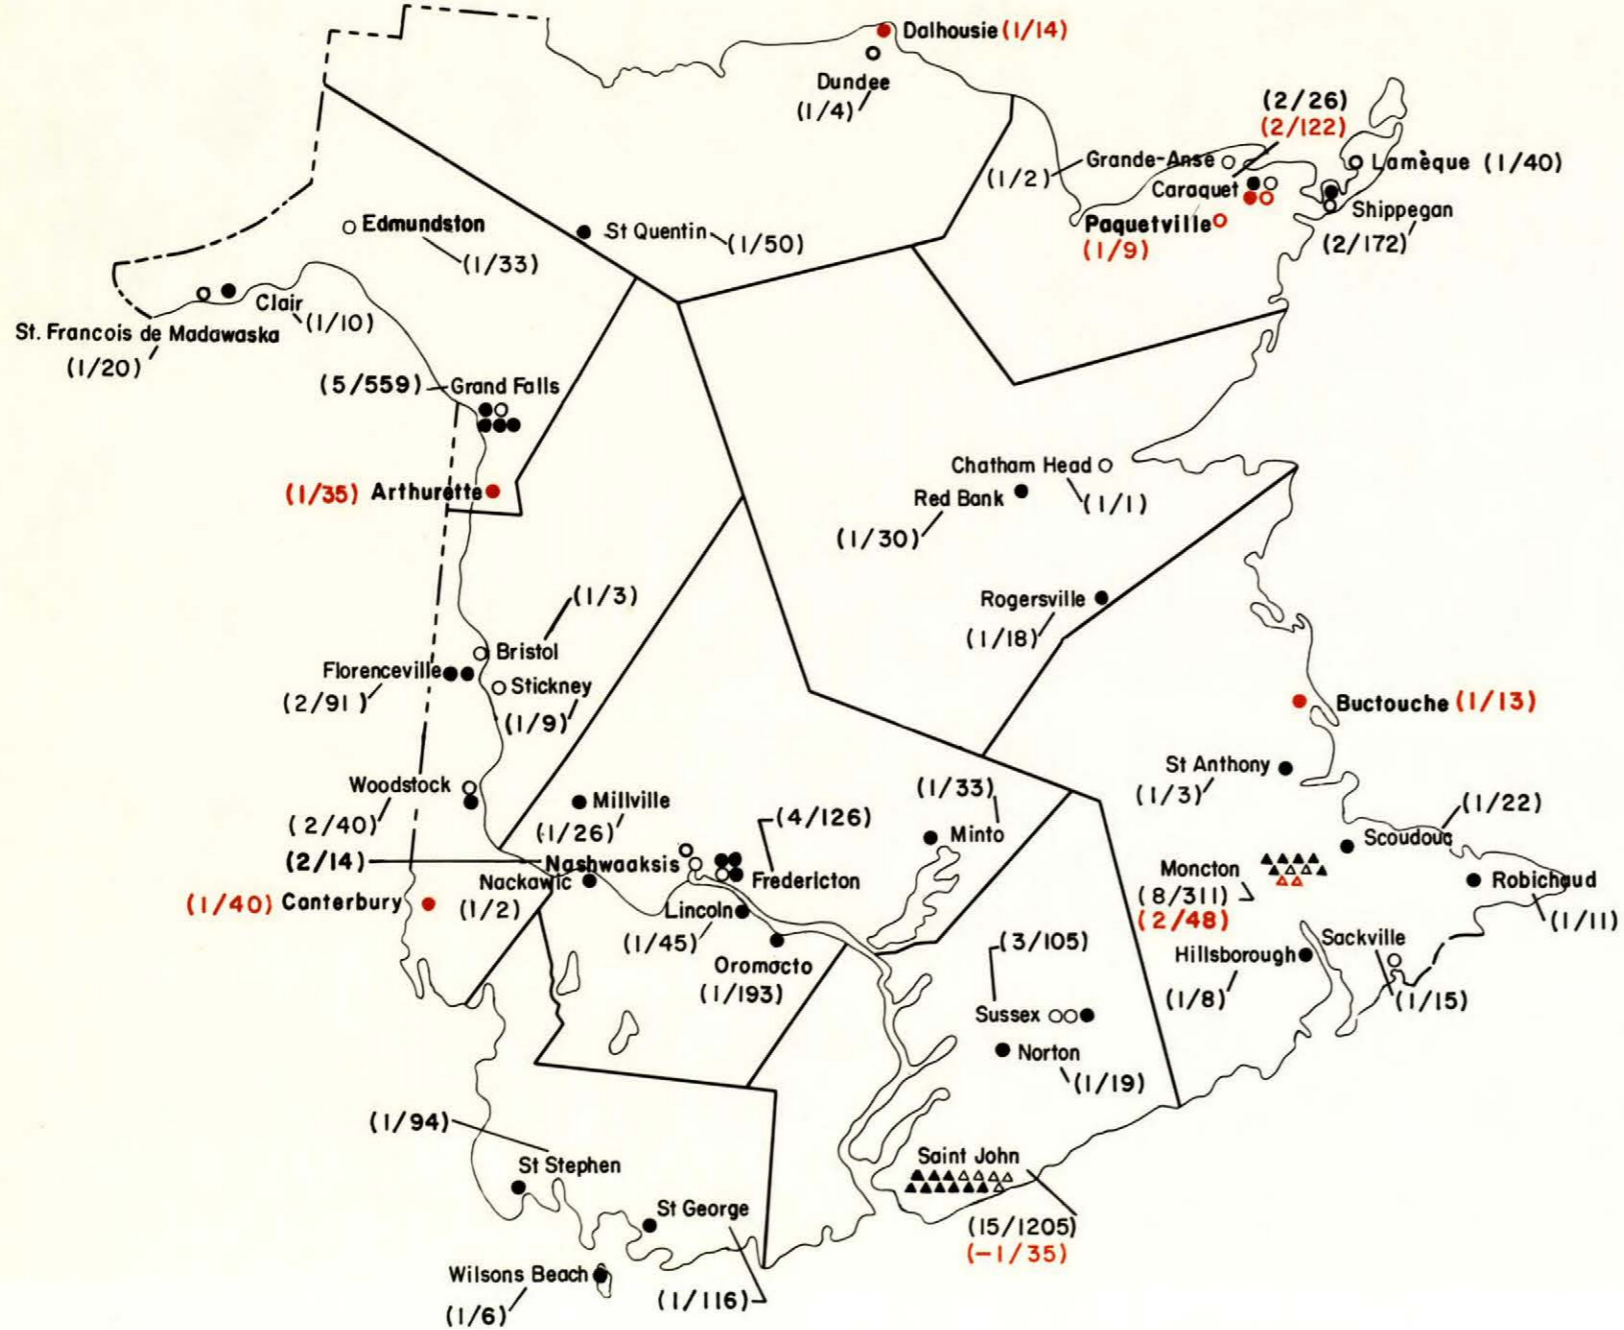 Dalhousie (1/14)
Dundee
(1/4)
(2/26)
(2/122)
Grande-Anse
(1/2)
Lamèque (1/40)
Caraquet
Shippegan
(2/172)
Paquetville
(1/9)
Edmundston
(1/33)
St Quentin
(1/50)
Clair
(1/10)
St. Francois de Madawaska
(1/20)
(5/559)
Grand Falls
(1/35) Arthurette
Chatham Head
(1/1)
Red Bank
(1/30)
Rogersville
(1/18)
(1/3)
Bristol
Florenceville
(2/91)
Stickney
(1/9)
Buctouche (1/13)
St Anthony
(1/3)
Woodstock
(2/40)
Millville
(1/26)
(4/126)
(1/33)
Minto
(1/22)
Scoudouc
(2/14)
Nashwaaksis
Nackawic
(1/2)
Fredericton
Moncton
(8/311)
(2/48)
Robichaud
(1/11)
(1/40) Canterbury
Lincoln
(1/45)
Oromocto
(1/193)
(3/105)
Hillsborough
(1/8)
Sackville
(1/15)
Sussex
Norton
(1/19)
(1/94)
St Stephen
Saint John
(15/1205)
(-1/35)
St George
(1/116)
Wilsons Beach
(1/6)